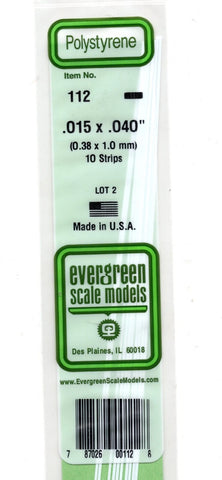 Polystyrene
Item No.
112
.015 x .040"
(0.38 x 1.0 mm)
10 Strips
LOT 2
Made in U.S.A.
evergreen
scale models
Des Plaines, IL 60018
www.EvergreenScaleModels.com
7 87026 00112 6